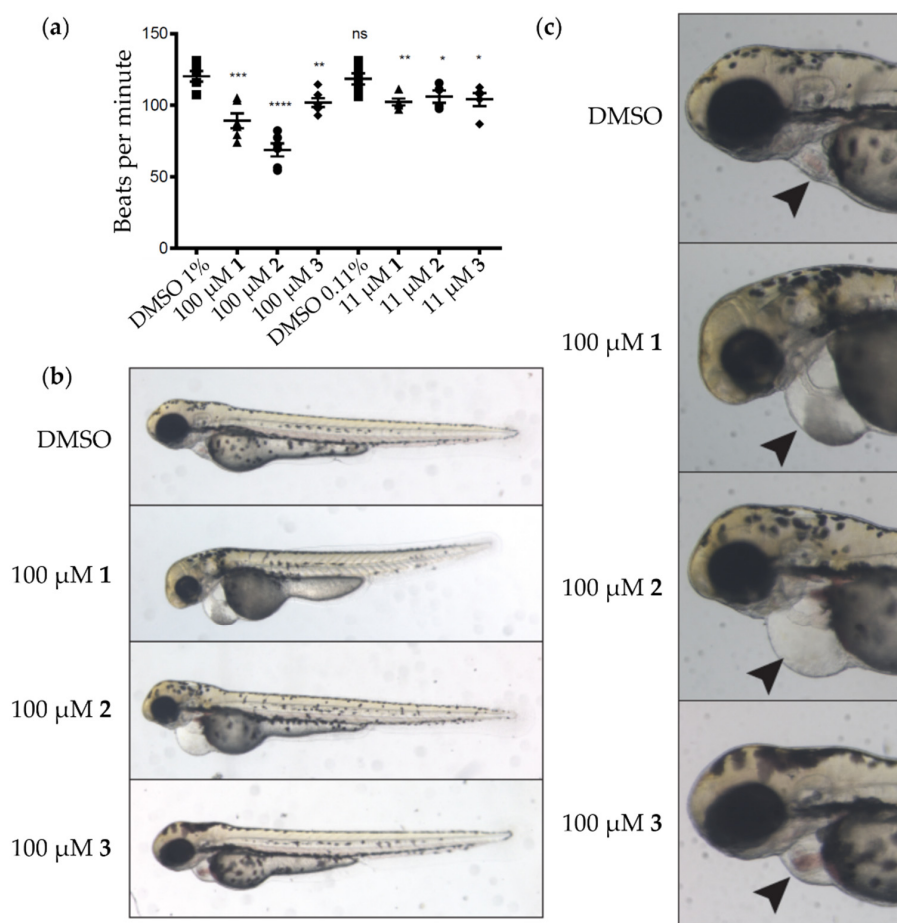 (a)
150
100
50
0
Beats per minute
***
****
**
ns
**
*
*
DMSO 1%
100 μM 1
100 μM 2
100 μM 3
DMSO 0.11%
11 μM 1
11 μM 2
11 μM 3
(b)
DMSO
100 μM 1
100 μM 2
100 μM 3
(c)
DMSO
100 μM 1
100 μM 2
100 μM 3